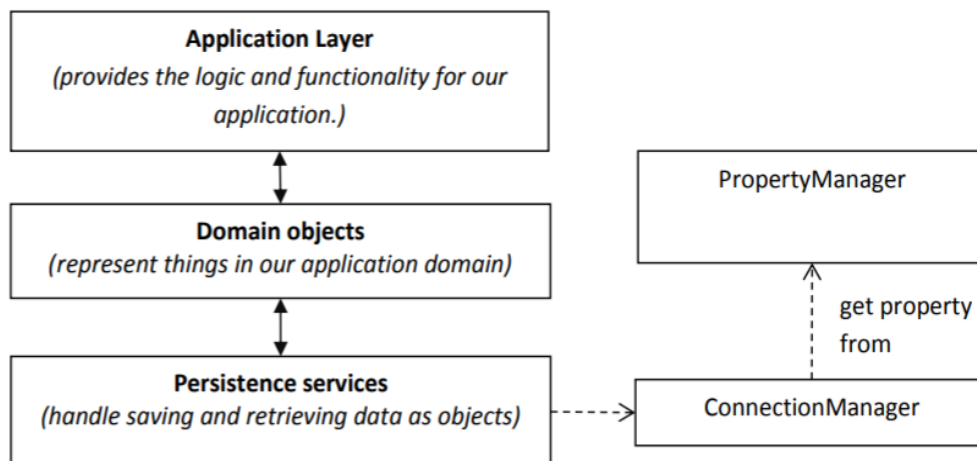 Application Layer
(provides the logic and functionality for our
application.)
PropertyManager
Domain objects
(represent things in our application domain)
get property
from
Persistence services
(handle saving and retrieving data as objects)
ConnectionManager